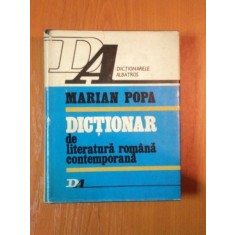 DA
DICȚIONARELE
ALBATROS
MARIAN POPA
DICȚIONAR
de
literatură română
contemporană
DA